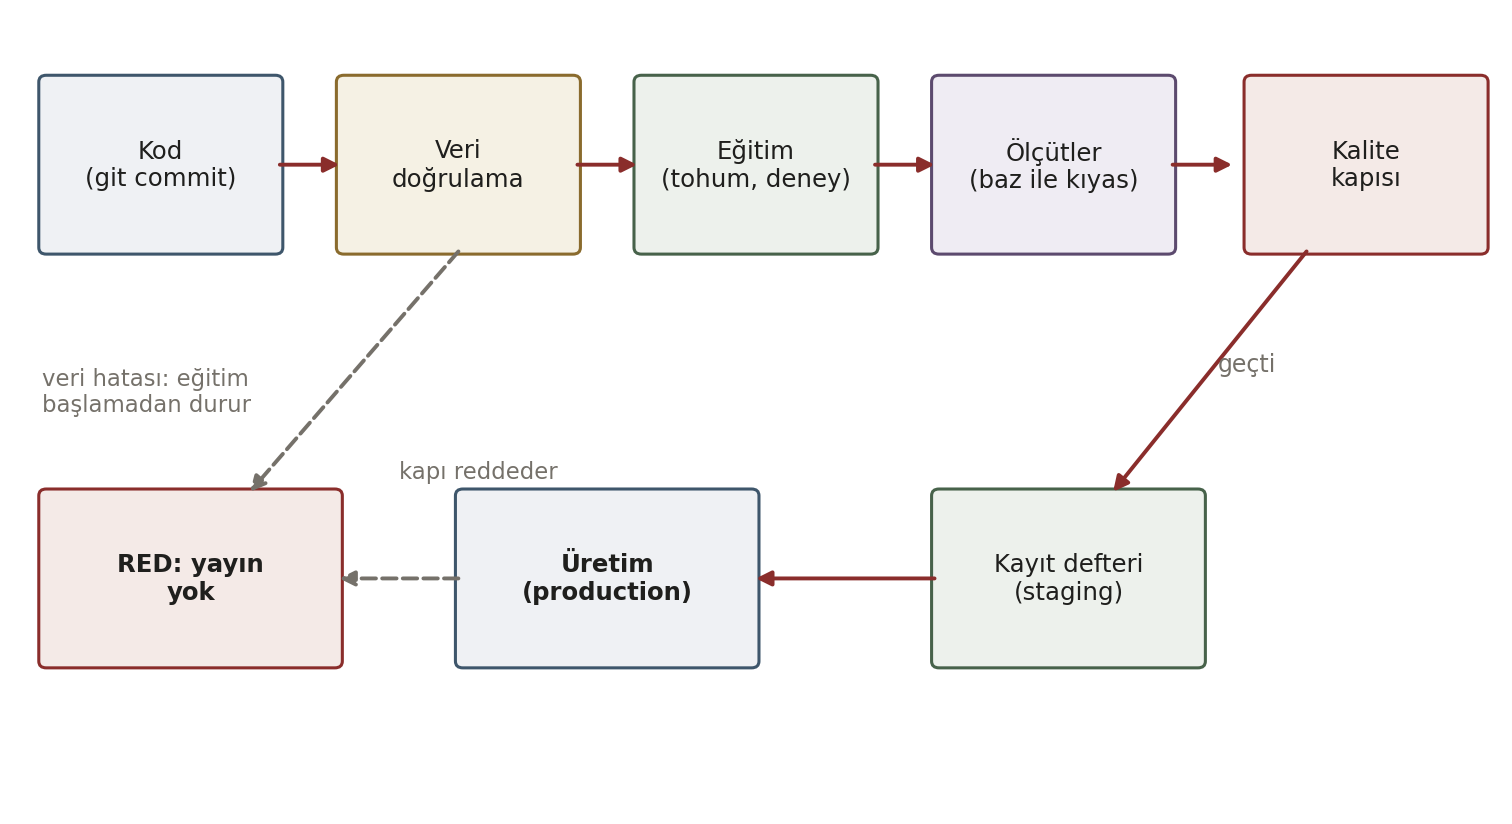 Kod
(git commit)
Veri
doğrulama
Eğitim
(tohum, deney)
Ölçütler
(baz ile kıyas)
Kalite
kapısı
veri hatası: eğitim
başlamadan durur
geçti
kapı reddeder
RED: yayın
yok
Üretim
(production)
Kayıt defteri
(staging)